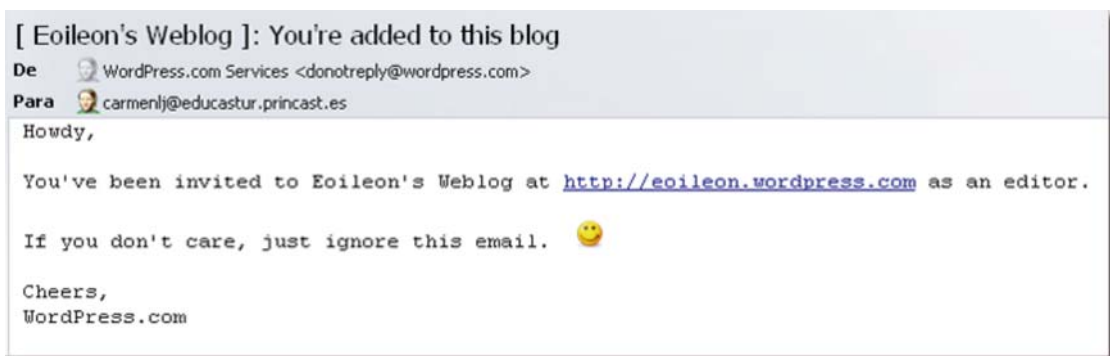 [ Eoileon's Weblog ]: You're added to this blog
De WordPress.com Services <donotreply@wordpress.com>
Para carmenlj@educastur.princast.es
Howdy,
You've been invited to Eoileon's Weblog at http://eoileon.wordpress.com as an editor.
If you don't care, just ignore this email.
Cheers,
WordPress.com